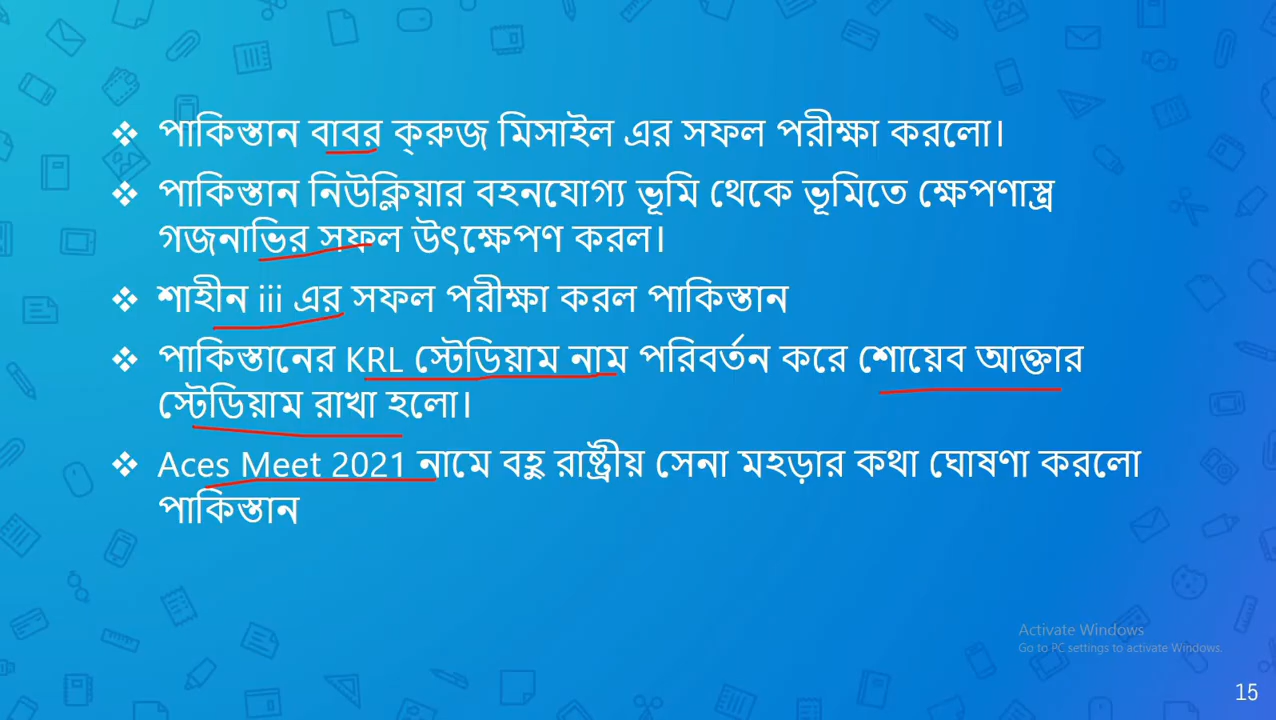 ❖ পাকিস্তান বাবর ক্রুজ মিসাইল এর সফল পরীক্ষা করলো।
❖ পাকিস্তান নিউক্লিয়ার বহনযোগ্য ভূমি থেকে ভূমিতে ক্ষেপণাস্ত্র
গজনাভির সফল উৎক্ষেপণ করল।
❖ শাহীন iii এর সফল পরীক্ষা করল পাকিস্তান
❖ পাকিস্তানের KRL স্টেডিয়াম নাম পরিবর্তন করে শোয়েব আক্তার
স্টেডিয়াম রাখা হলো।
❖ Aces Meet 2021 নামে বহু রাষ্ট্রীয় সেনা মহড়ার কথা ঘোষণা করলো
পাকিস্তান
Activate Windows
Go to PC settings to activate Windows.
15